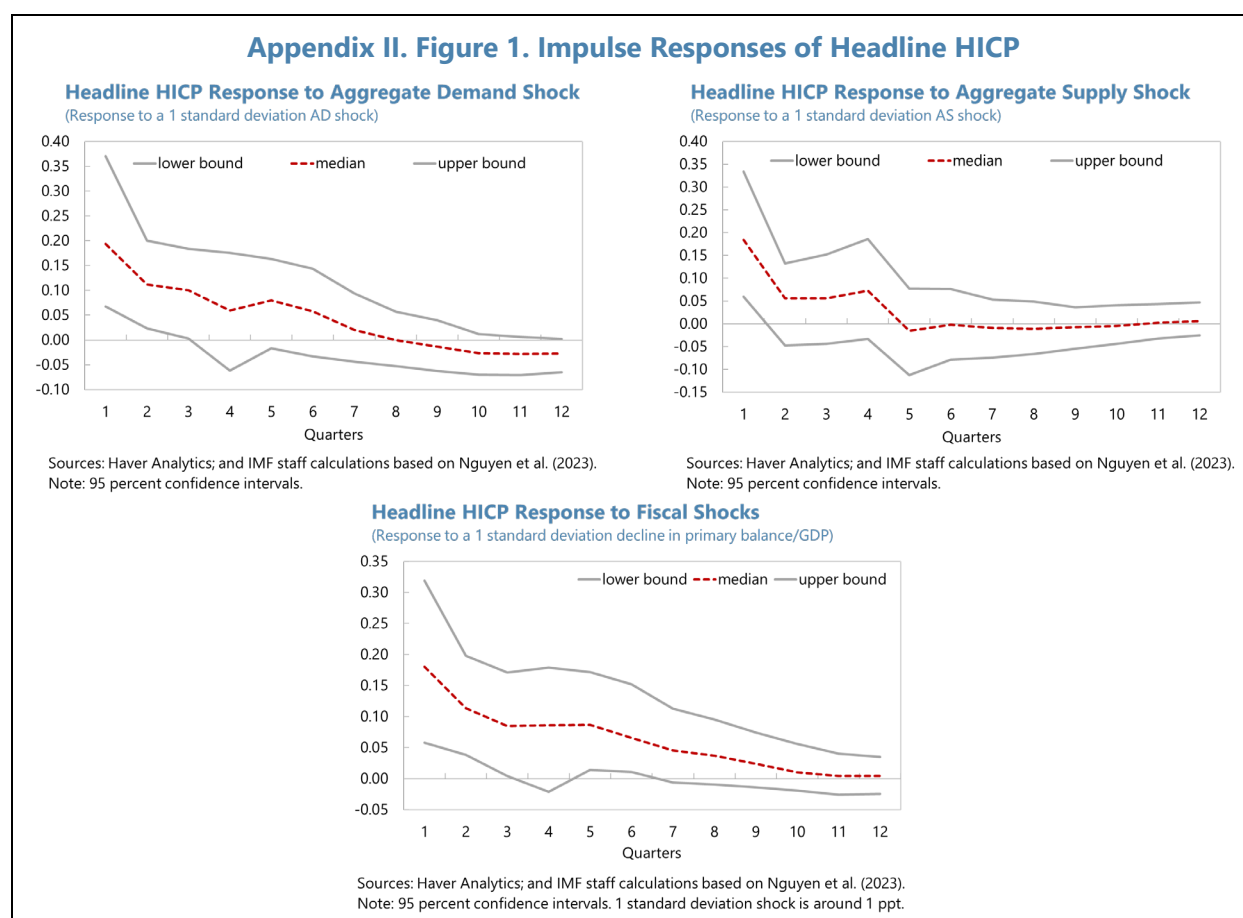 Appendix II. Figure 1. Impulse Responses of Headline HICP
Headline HICP Response to Aggregate Demand Shock
(Response to a 1 standard deviation AD shock)
0.40
0.35
0.30
0.25
0.20
0.15
0.10
0.05
0.00
-0.05
-0.10
lower bound median upper bound
1 2 3 4 5 6 7 8 9 10 11 12
Quarters
Sources: Haver Analytics; and IMF staff calculations based on Nguyen et al. (2023).
Note: 95 percent confidence intervals.
Headline HICP Response to Aggregate Supply Shock
(Response to a 1 standard deviation AS shock)
0.40
0.35
0.30
0.25
0.20
0.15
0.10
0.05
0.00
-0.05
-0.10
-0.15
lower bound median upper bound
1 2 3 4 5 6 7 8 9 10 11 12
Quarters
Sources: Haver Analytics; and IMF staff calculations based on Nguyen et al. (2023).
Note: 95 percent confidence intervals.
Headline HICP Response to Fiscal Shocks
(Response to a 1 standard deviation decline in primary balance/GDP)
0.35
0.30
0.25
0.20
0.15
0.10
0.05
0.00
-0.05
lower bound median upper bound
1 2 3 4 5 6 7 8 9 10 11 12
Quarters
Sources: Haver Analytics; and IMF staff calculations based on Nguyen et al. (2023).
Note: 95 percent confidence intervals. 1 standard deviation shock is around 1 ppt.